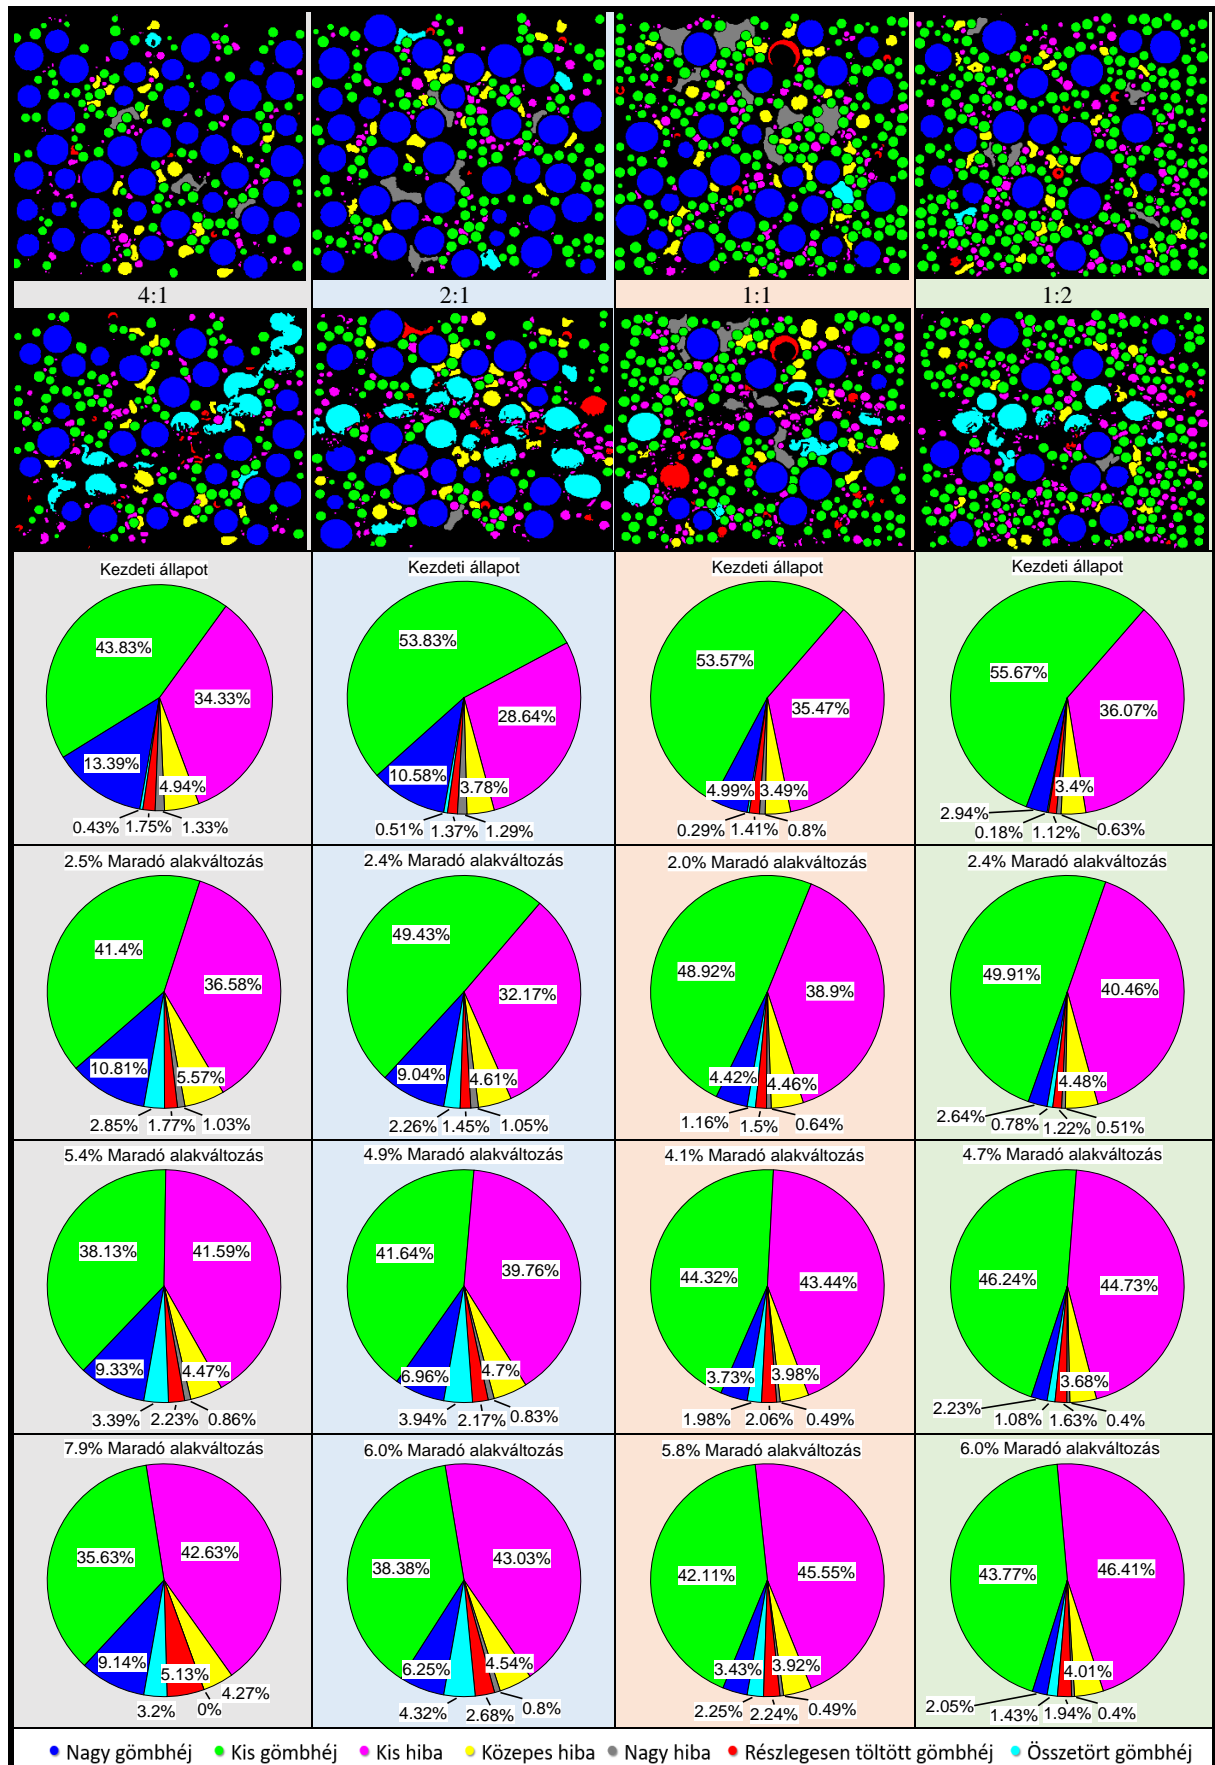 4:1 2:1 1:1 1:2
Kezdeti állapot Kezdeti állapot Kezdeti állapot Kezdeti állapot
43.83% 34.33% 13.39% 4.94% 0.43% 1.75% 1.33%
53.83% 28.64% 10.58% 3.78% 0.51% 1.37% 1.29%
53.57% 35.47% 4.99% 3.49% 0.29% 1.41% 0.8%
55.67% 36.07% 3.4% 2.94% 0.18% 1.12% 0.63%
2.5% Maradó alakváltozás 2.4% Maradó alakváltozás 2.0% Maradó alakváltozás 2.4% Maradó alakváltozás
41.4% 36.58% 10.81% 5.57% 2.85% 1.77% 1.03%
49.43% 32.17% 9.04% 4.61% 2.26% 1.45% 1.05%
48.92% 38.9% 4.42% 4.46% 1.16% 1.5% 0.64%
49.91% 40.46% 4.48% 2.64% 0.78% 1.22% 0.51%
5.4% Maradó alakváltozás 4.9% Maradó alakváltozás 4.1% Maradó alakváltozás 4.7% Maradó alakváltozás
38.13% 41.59% 9.33% 4.47% 3.39% 2.23% 0.86%
41.64% 39.76% 6.96% 4.7% 3.94% 2.17% 0.83%
44.32% 43.44% 3.73% 3.98% 1.98% 2.06% 0.49%
46.24% 44.73% 3.68% 2.23% 1.08% 1.63% 0.4%
7.9% Maradó alakváltozás 6.0% Maradó alakváltozás 5.8% Maradó alakváltozás 6.0% Maradó alakváltozás
35.63% 42.63% 9.14% 5.13% 4.27% 3.2% 0%
38.38% 43.03% 6.25% 4.54% 4.32% 2.68% 0.8%
42.11% 45.55% 3.43% 3.92% 2.25% 2.24% 0.49%
43.77% 46.41% 4.01% 2.05% 1.43% 1.94% 0.4%
Nagy gömbhéj Kis gömbhéj Kis hiba Közepes hiba Nagy hiba Részlegesen töltött gömbhéj Összetört gömbhéj